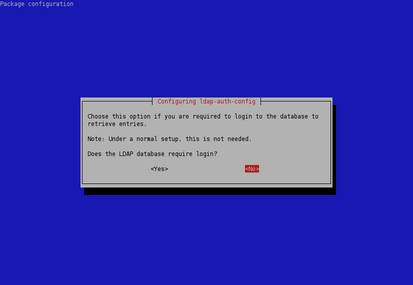 Package configuration
Configuring ldap-auth-config
Choose this option if you are required to login to the database to
retrieve entries.
Note: Under a normal setup, this is not needed.
Does the LDAP database require login?
<Yes> <No>